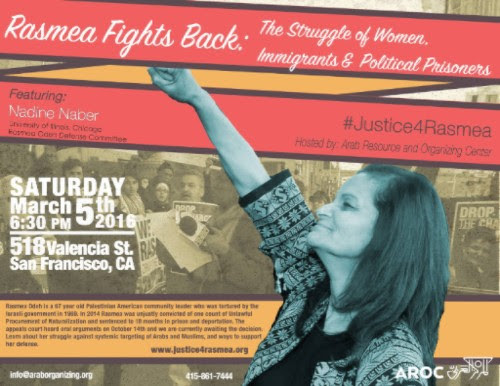 Rasmea Fights Back: The Struggle of Women,
Immigrants & Political Prisoners
Featuring:
Nadine Naber
University of Illinois, Chicago
Rasmea Court Defense Committee
#Justice4Rasmea
Hosted by: Arab Resource and Organizing Center
SATURDAY
March 5th
6:30 PM 2016
518 Valencia St.
San Francisco, CA
DROP
THE
DROP
THE
Rasmea Odeh is a 67 year old Palestinian American community leader who was tortured by the
Israeli government in 1969. In 2014 Rasmea was unjustly convicted of one count of Unlawful
Procurement of Naturalization and sentenced to 18 months in prison and deportation. The
appeals court heard oral arguments on October 14th and we are currently awaiting the decision.
Learn about her struggle against systemic targeting of Arabs and Muslims, and ways to support
her defense.
www.justice4rasmea.org
info@araborganizing.org
415-861-7444
AROC